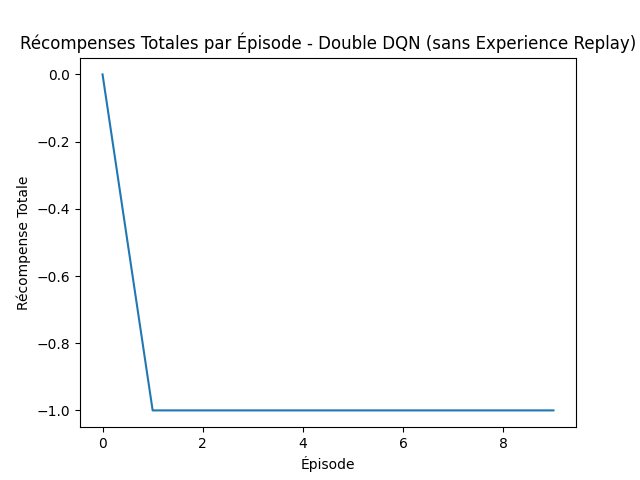 Récompenses Totales par Épisode - Double DQN (sans Experience Replay)
0.0
−0.2
−0.4
−0.6
−0.8
−1.0
Récompense Totale
0 2 4 6 8
Épisode